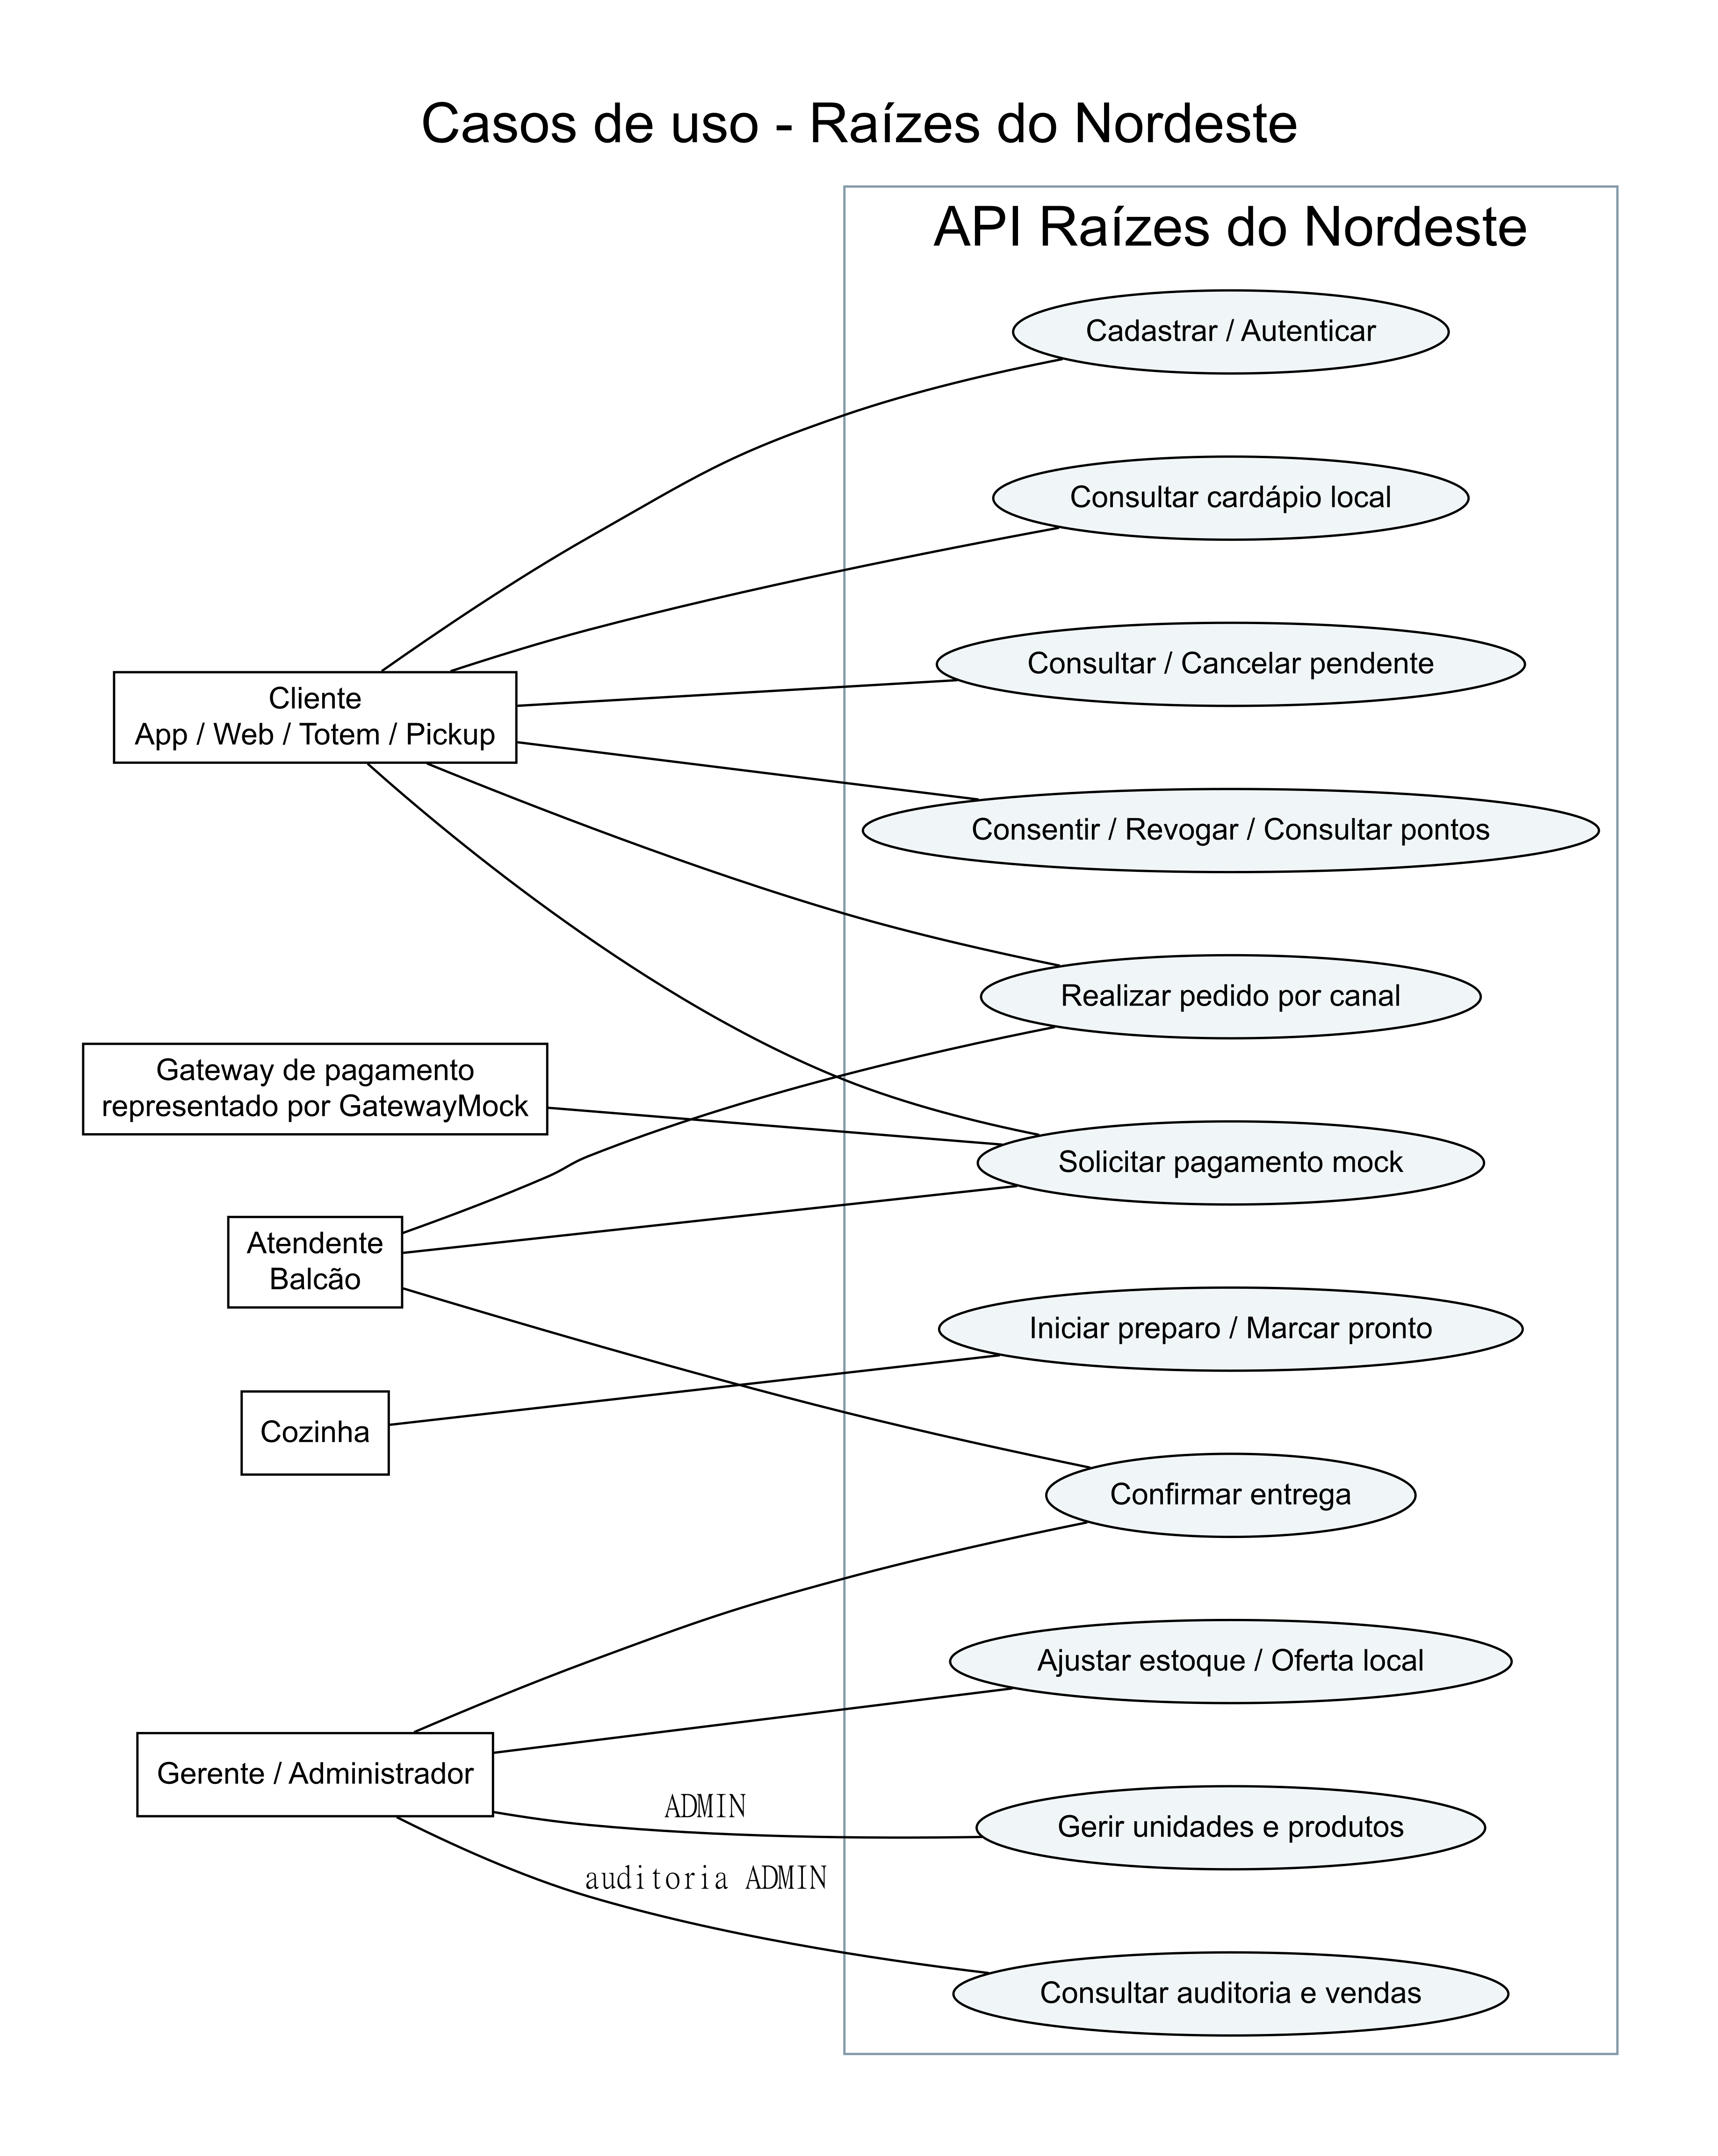 Casos de uso - Raízes do Nordeste
API Raízes do Nordeste
Cadastrar / Autenticar
Consultar cardápio local
Consultar / Cancelar pendente
Cliente
App / Web / Totem / Pickup
Consentir / Revogar / Consultar pontos
Realizar pedido por canal
Gateway de pagamento
representado por GatewayMock
Solicitar pagamento mock
Atendente
Balcão
Iniciar preparo / Marcar pronto
Cozinha
Confirmar entrega
Ajustar estoque / Oferta local
Gerente / Administrador
ADMIN
Gerir unidades e produtos
auditoria ADMIN
Consultar auditoria e vendas